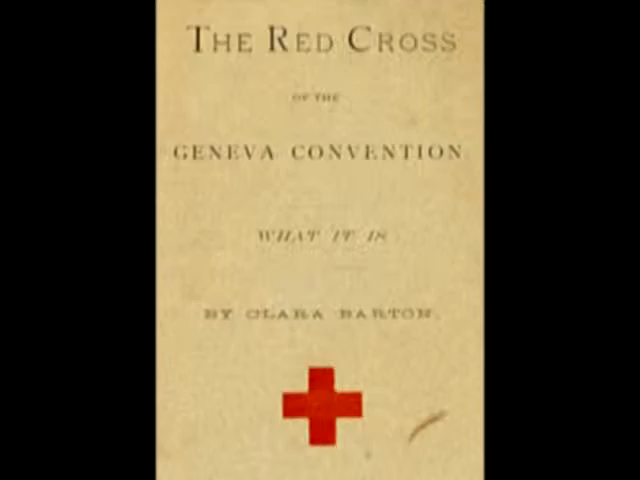 THE RED CROSS
OF THE
GENEVA CONVENTION
WHAT IT IS
BY CLARA BARTON.